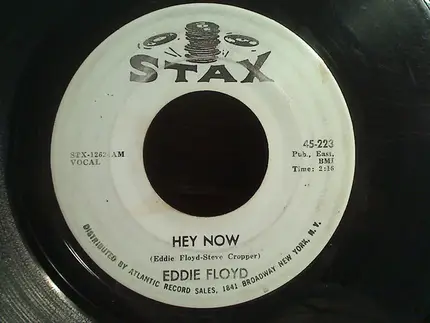 STAX
STX-1262 AM
VOCAL
45-223
Pub., East,
BMI
Time: 2:16
HEY NOW
(Eddie Floyd-Steve Cropper)
EDDIE FLOYD
DISTRIBUTED BY ATLANTIC RECORD SALES, 1841 BROADWAY NEW YORK, N. Y.